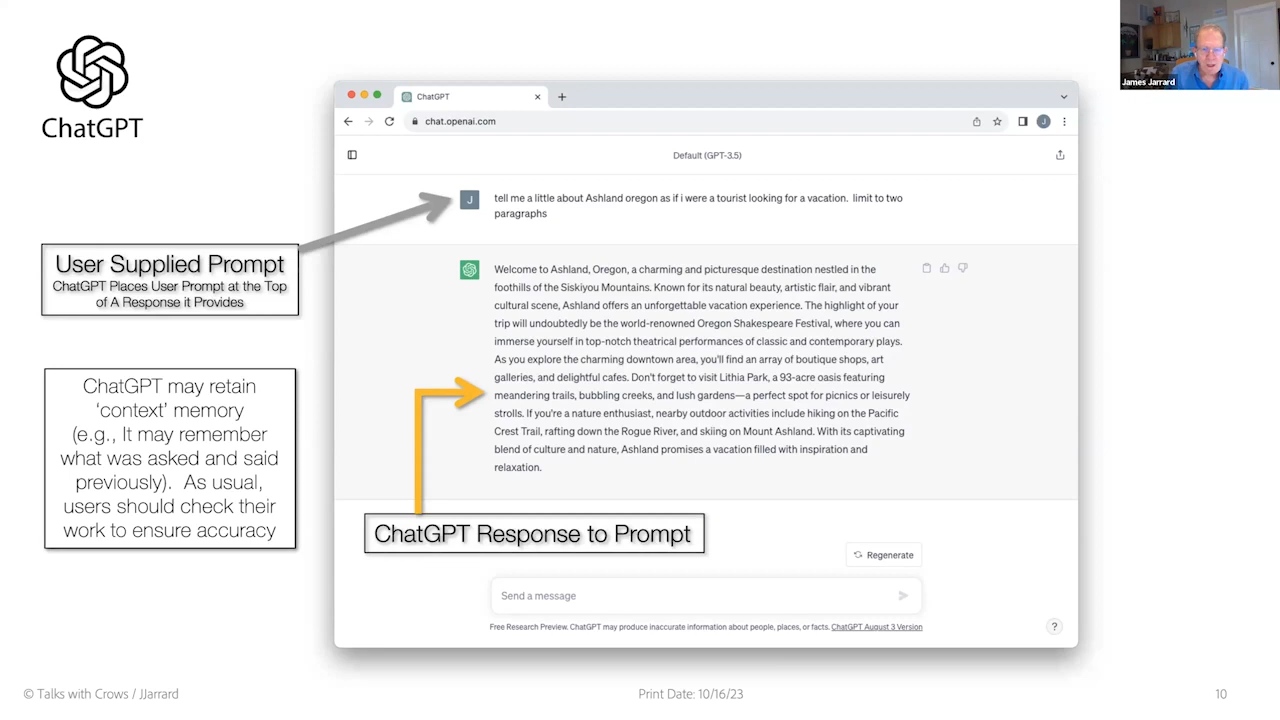 ChatGPT
James Jarrard
ChatGPT
chat.openai.com
J
Default (GPT-3.5)
J
tell me a little about Ashland oregon as if i were a tourist looking for a vacation. limit to two
paragraphs
User Supplied Prompt
ChatGPT Places User Prompt at the Top
of A Response it Provides
Welcome to Ashland, Oregon, a charming and picturesque destination nestled in the
foothills of the Siskiyou Mountains. Known for its natural beauty, artistic flair, and vibrant
cultural scene, Ashland offers an unforgettable vacation experience. The highlight of your
trip will undoubtedly be the world-renowned Oregon Shakespeare Festival, where you can
immerse yourself in top-notch theatrical performances of classic and contemporary plays.
As you explore the charming downtown area, you'll find an array of boutique shops, art
galleries, and delightful cafes. Don't forget to visit Lithia Park, a 93-acre oasis featuring
meandering trails, bubbling creeks, and lush gardens—a perfect spot for picnics or leisurely
strolls. If you're a nature enthusiast, nearby outdoor activities include hiking on the Pacific
Crest Trail, rafting down the Rogue River, and skiing on Mount Ashland. With its captivating
blend of culture and nature, Ashland promises a vacation filled with inspiration and
relaxation.
ChatGPT may retain
‘context’ memory
(e.g., It may remember
what was asked and said
previously). As usual,
users should check their
work to ensure accuracy
ChatGPT Response to Prompt
Regenerate
Send a message
Free Research Preview. ChatGPT may produce inaccurate information about people, places, or facts. ChatGPT August 3 Version
?
© Talks with Crows / JJarrard
Print Date: 10/16/23
10